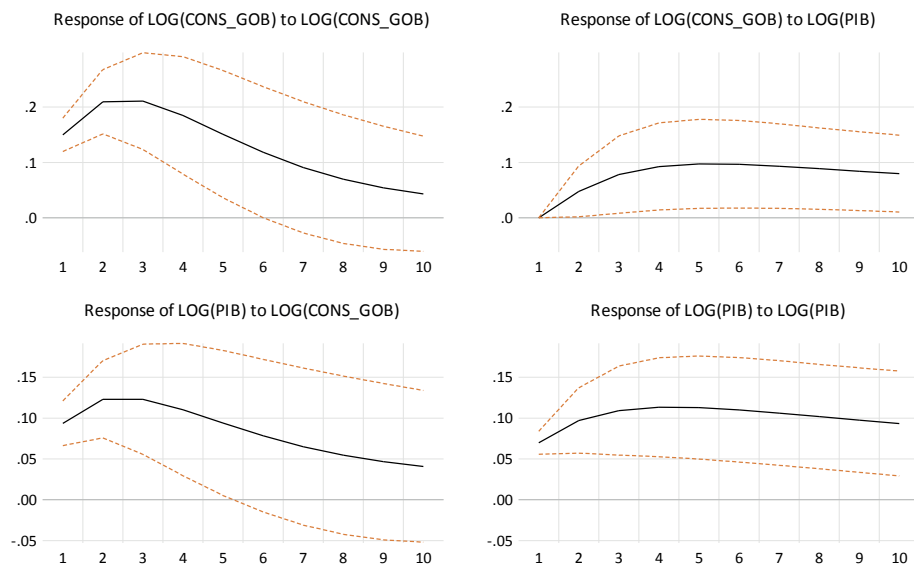 Response of LOG(CONS_GOB) to LOG(CONS_GOB)
.2
.1
.0
1 2 3 4 5 6 7 8 9 10
Response of LOG(CONS_GOB) to LOG(PIB)
.2
.1
.0
1 2 3 4 5 6 7 8 9 10
Response of LOG(PIB) to LOG(CONS_GOB)
.15
.10
.05
.00
-.05
1 2 3 4 5 6 7 8 9 10
Response of LOG(PIB) to LOG(PIB)
.15
.10
.05
.00
-.05
1 2 3 4 5 6 7 8 9 10